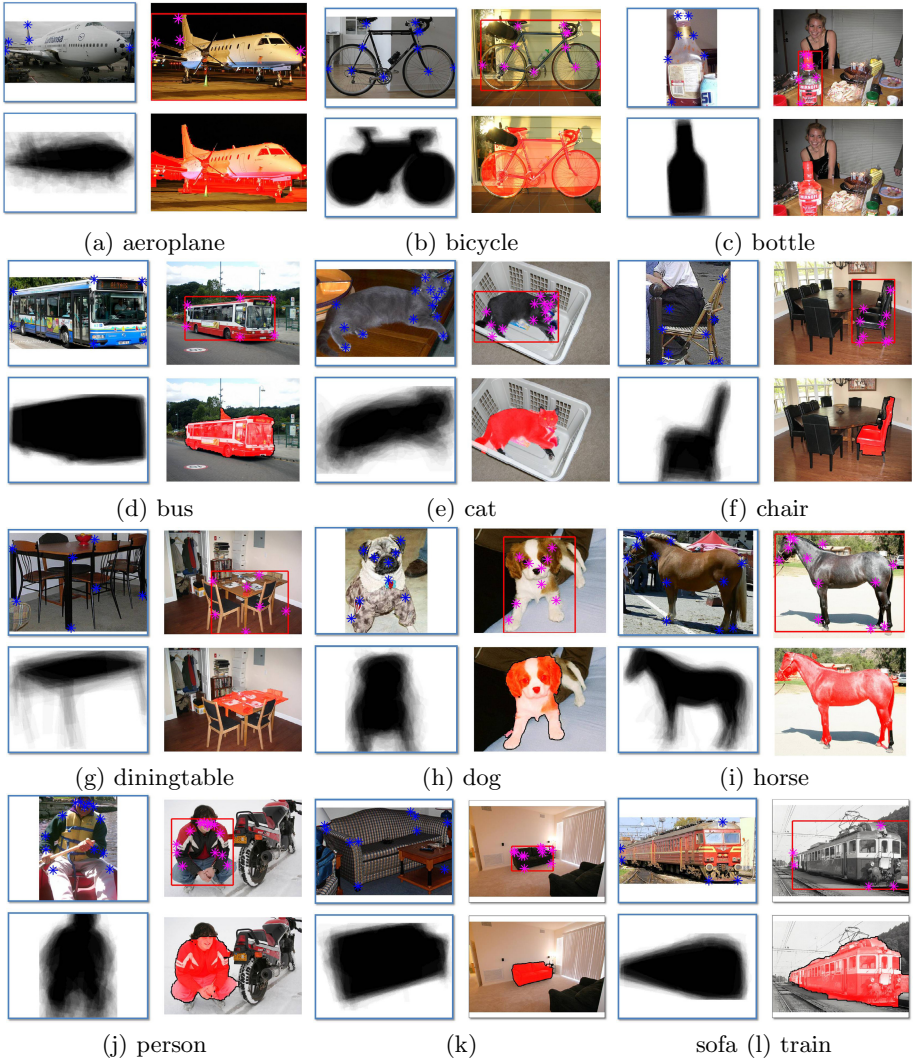 (a) aeroplane (b) bicycle (c) bottle
(d) bus (e) cat (f) chair
(g) diningtable (h) dog (i) horse
(j) person (k) sofa (l) train